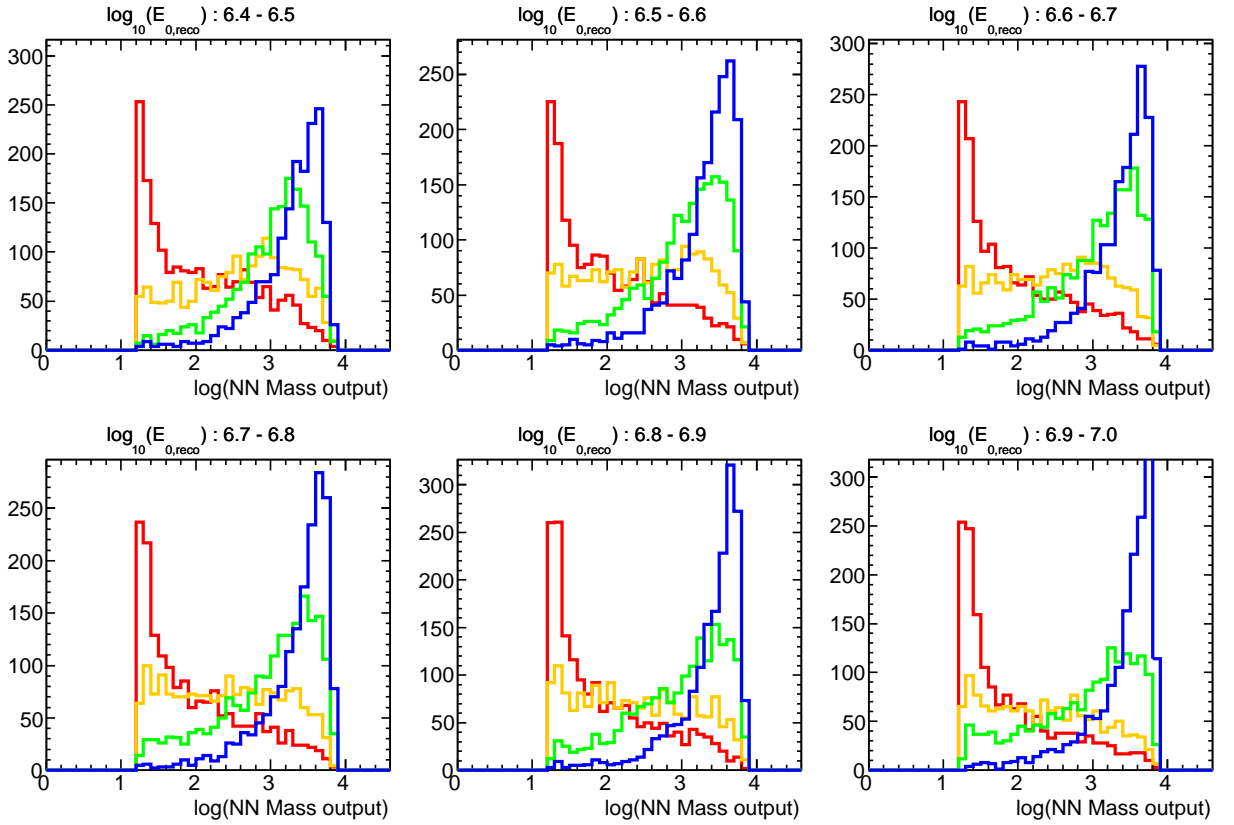 log10(E0,reco) : 6.4 - 6.5
300
250
200
150
100
50
0
0 1 2 3 4
log(NN Mass output)
log10(E0,reco) : 6.5 - 6.6
250
200
150
100
50
0
0 1 2 3 4
log(NN Mass output)
log10(E0,reco) : 6.6 - 6.7
300
250
200
150
100
50
0
0 1 2 3 4
log(NN Mass output)
log10(E0,reco) : 6.7 - 6.8
250
200
150
100
50
0
0 1 2 3 4
log(NN Mass output)
log10(E0,reco) : 6.8 - 6.9
300
250
200
150
100
50
0
0 1 2 3 4
log(NN Mass output)
log10(E0,reco) : 6.9 - 7.0
300
250
200
150
100
50
0
0 1 2 3 4
log(NN Mass output)